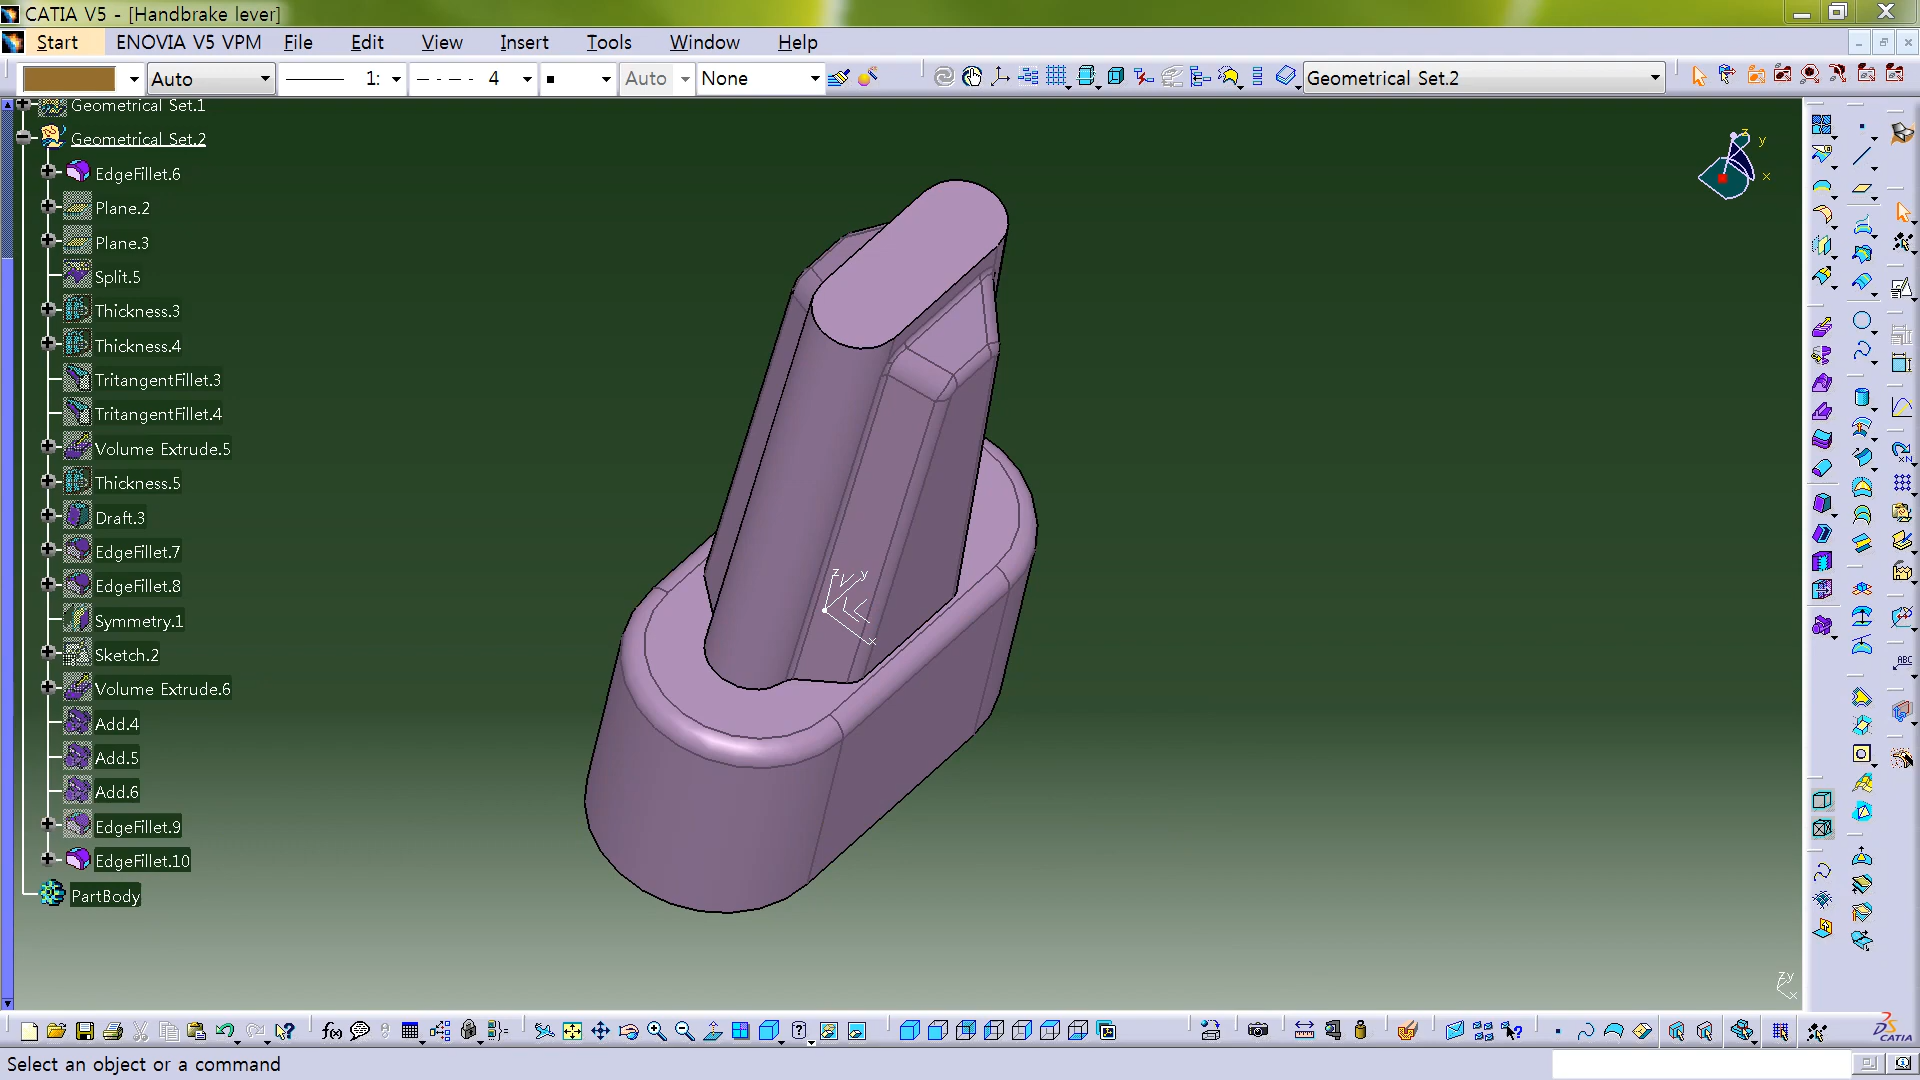 CATIA V5 - [Handbrake lever]
Start ENOVIA V5 VPM File Edit View Insert Tools Window Help
Auto 1: 4 Auto None Geometrical Set.2
Geometrical Set.1
Geometrical Set.2
EdgeFillet.6
Plane.2
Plane.3
Split.5
Thickness.3
Thickness.4
TritangentFillet.3
TritangentFillet.4
Volume Extrude.5
Thickness.5
Draft.3
EdgeFillet.7
EdgeFillet.8
Symmetry.1
Sketch.2
Volume Extrude.6
Add.4
Add.5
Add.6
EdgeFillet.9
EdgeFillet.10
PartBody
z
y
x
z y
x
ABC
zy
x
f(x)
CATIA
Select an object or a command